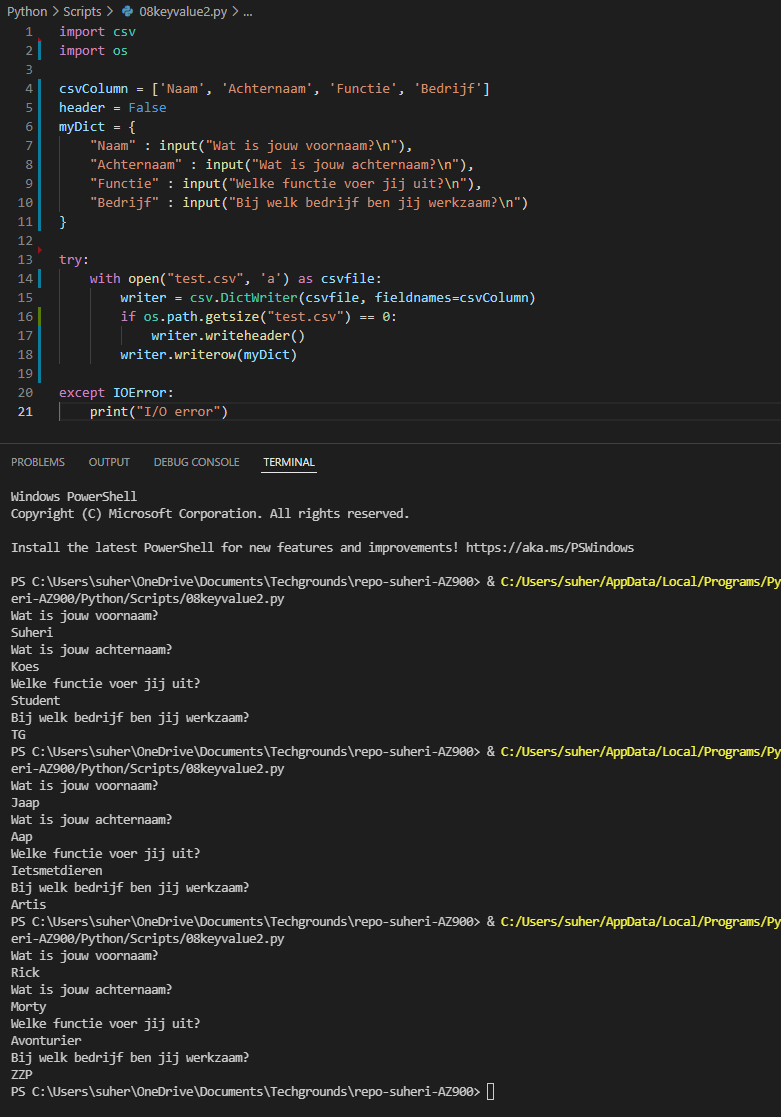 Python > Scripts > 08keyvalue2.py > ...
1 import csv
2 import os
3
4 csvColumn = ['Naam', 'Achternaam', 'Functie', 'Bedrijf']
5 header = False
6 myDict = {
7     "Naam" : input("Wat is jouw voornaam?\n"),
8     "Achternaam" : input("Wat is jouw achternaam?\n"),
9     "Functie" : input("Welke functie voer jij uit?\n"),
10     "Bedrijf" : input("Bij welk bedrijf ben jij werkzaam?\n")
11 }
12
13 try:
14     with open("test.csv", 'a') as csvfile:
15         writer = csv.DictWriter(csvfile, fieldnames=csvColumn)
16         if os.path.getsize("test.csv") == 0:
17             writer.writeheader()
18         writer.writerow(myDict)
19
20 except IOError:
21     print("I/O error")
PROBLEMS OUTPUT DEBUG CONSOLE TERMINAL
Windows PowerShell
Copyright (C) Microsoft Corporation. All rights reserved.
Install the latest PowerShell for new features and improvements! https://aka.ms/PSWindows
PS C:\Users\suher\OneDrive\Documents\Techgrounds\repo-suheri-AZ900> & C:/Users/suher/AppData/Local/Programs/Py
eri-AZ900/Python/Scripts/08keyvalue2.py
Wat is jouw voornaam?
Suheri
Wat is jouw achternaam?
Koes
Welke functie voer jij uit?
Student
Bij welk bedrijf ben jij werkzaam?
TG
PS C:\Users\suher\OneDrive\Documents\Techgrounds\repo-suheri-AZ900> & C:/Users/suher/AppData/Local/Programs/Py
eri-AZ900/Python/Scripts/08keyvalue2.py
Wat is jouw voornaam?
Jaap
Wat is jouw achternaam?
Aap
Welke functie voer jij uit?
Ietsmetdieren
Bij welk bedrijf ben jij werkzaam?
Artis
PS C:\Users\suher\OneDrive\Documents\Techgrounds\repo-suheri-AZ900> & C:/Users/suher/AppData/Local/Programs/Py
eri-AZ900/Python/Scripts/08keyvalue2.py
Wat is jouw voornaam?
Rick
Wat is jouw achternaam?
Morty
Welke functie voer jij uit?
Avonturier
Bij welk bedrijf ben jij werkzaam?
ZZP
PS C:\Users\suher\OneDrive\Documents\Techgrounds\repo-suheri-AZ900>